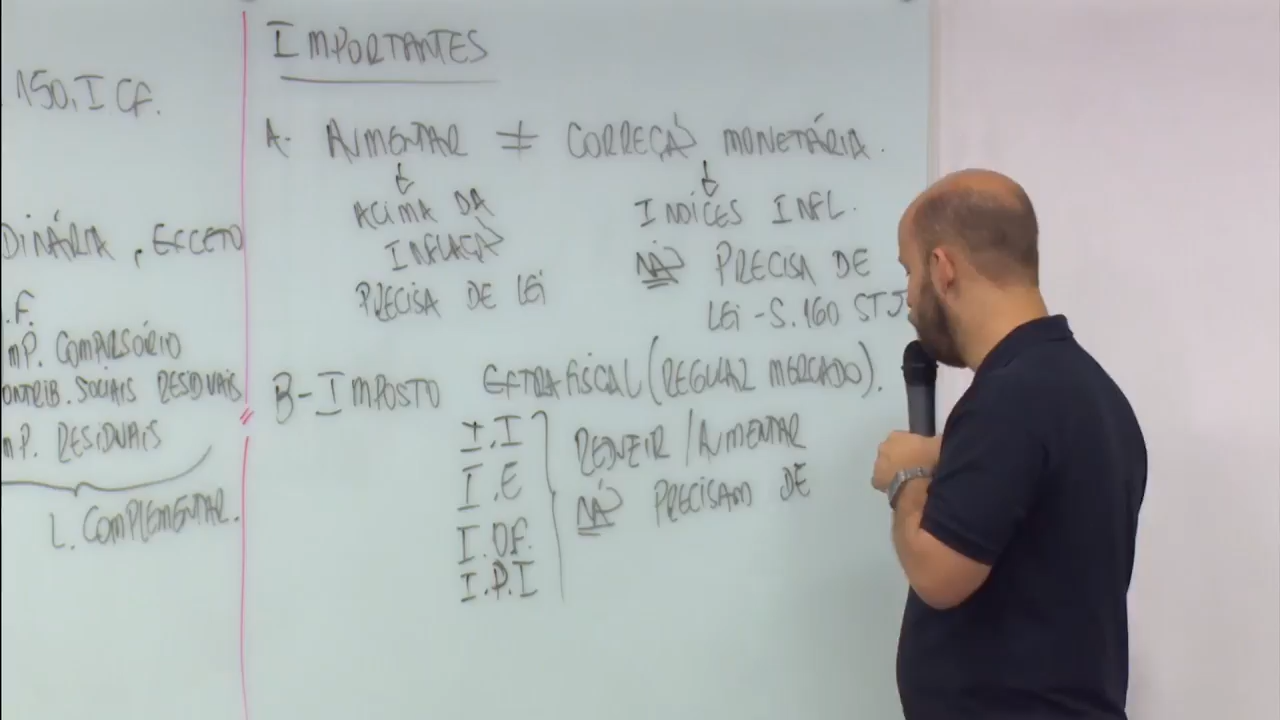 150, I CF.
DINÁRIA, EXCETO
.F.
MP. COMPULSÓRIO
ONTRIB. SOCIAIS RESIDUAIS
MP. RESIDUAIS
L. COMPLEMENTAR.
IMPORTANTES
A- AUMENTAR ≠ CORREÇÃO MONETÁRIA.
ACIMA DA
INFLAÇÃO
PRECISA DE LEI
INDÍCES INFL.
NÃO PRECISA DE
LEI - S. 160 STJ
B- IMPOSTO EXTRAFISCAL (REGULAR MERCADO).
I.I
I.E
I.OF.
I.P.I
REDUZIR / AUMENTAR
NÃO PRECISAM DE